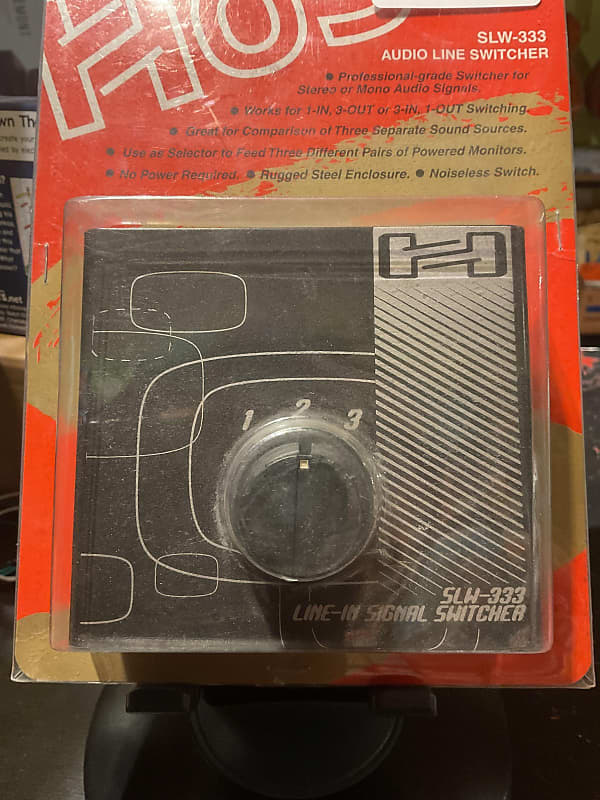 HOS
SLW-333
AUDIO LINE SWITCHER
● Professional-grade Switcher for
Stereo or Mono Audio Signals.
● Works for 1-IN, 3-OUT or 3-IN, 1-OUT Switching.
● Great for Comparison of Three Separate Sound Sources.
● Use as Selector to Feed Three Different Pairs of Powered Monitors.
● No Power Required. ● Rugged Steel Enclosure. ● Noiseless Switch.
1 2 3
SLW-333
LINE-IN SIGNAL SWITCHER
wn Th
.net